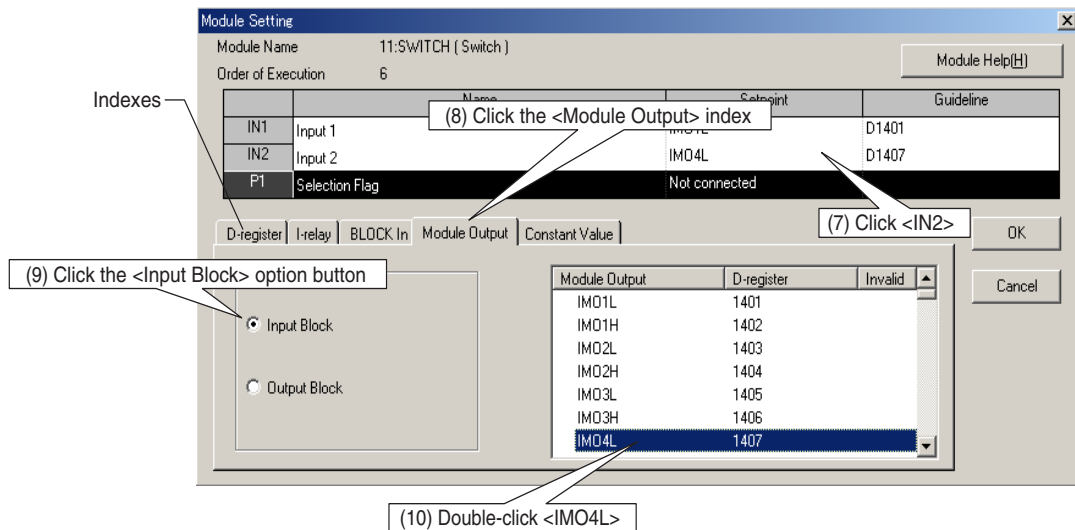 Module Setting
Module Name 11:SWITCH ( Switch )
Module Help(H)
Order of Execution 6
Indexes
Name Setpoint Guideline
(8) Click the <Module Output> index
IN1 Input 1 IMO1L D1401
IN2 Input 2 IMO4L D1407
P1 Selection Flag Not connected
(7) Click <IN2>
D-register I-relay BLOCK In Module Output Constant Value
OK
(9) Click the <Input Block> option button
Module Output D-register Invalid
Cancel
IMO1L 1401
Input Block
IMO1H 1402
IMO2L 1403
IMO2H 1404
Output Block
IMO3L 1405
IMO3H 1406
IMO4L 1407
(10) Double-click <IMO4L>